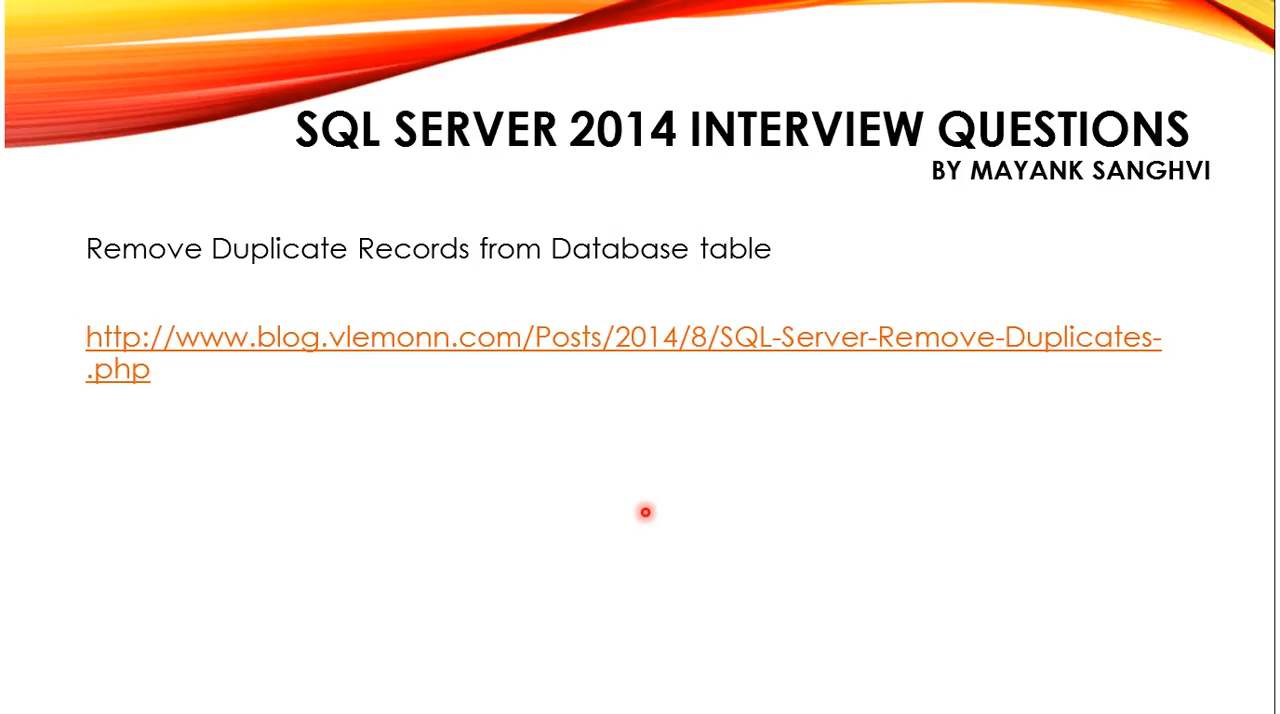 SQL SERVER 2014 INTERVIEW QUESTIONS
BY MAYANK SANGHVI
Remove Duplicate Records from Database table
http://www.blog.vlemonn.com/Posts/2014/8/SQL-Server-Remove-Duplicates-
.php